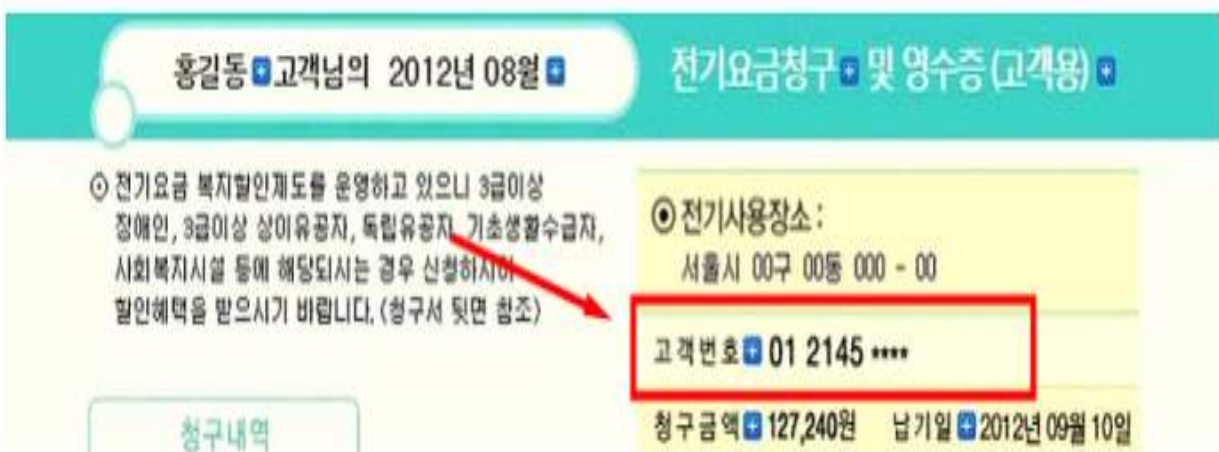 홍길동 고객님의 2012년 08월
전기요금청구 및 영수증 (고객용)
전기요금 복지할인제도를 운영하고 있으니 3급이상
장애인, 3급이상 상이유공자, 독립유공자, 기초생활수급자,
사회복지시설 등에 해당되시는 경우 신청하시어
할인혜택을 받으시기 바랍니다. (청구서 뒷면 참조)
청구내역
전기사용장소 :
서울시 00구 00동 000 - 00
고객번호 01 2145 ****
청구금액 127,240원 납기일 2012년 09월 10일